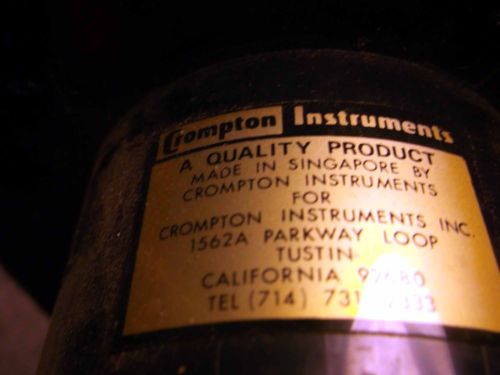 Crompton Instruments
A QUALITY PRODUCT
MADE IN SINGAPORE BY
CROMPTON INSTRUMENTS
FOR
CROMPTON INSTRUMENTS INC.
1562A PARKWAY LOOP
TUSTIN
CALIFORNIA
TEL (714)